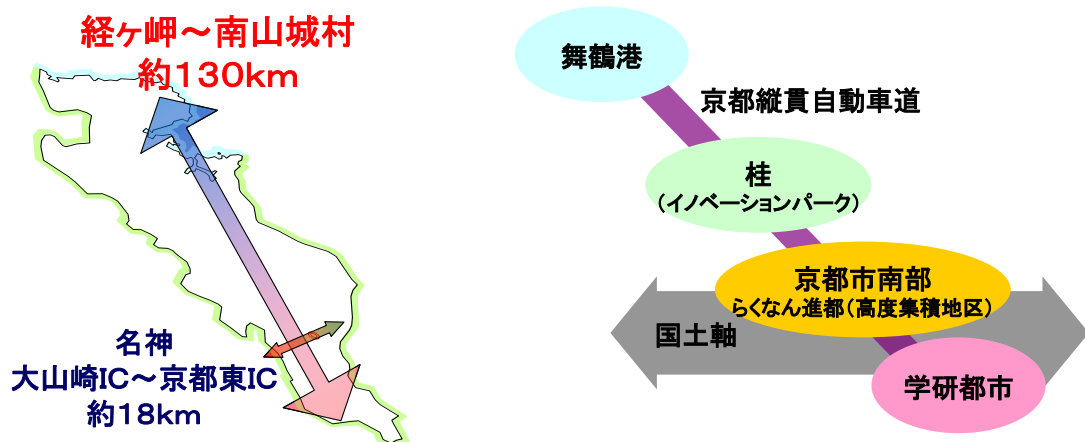 経ヶ岬～南山城村
約130km
名神
大山崎IC～京都東IC
約18km
舞鶴港
京都縦貫自動車道
桂
（イノベーションパーク）
京都市南部
らくなん進都（高度集積地区）
国土軸
学研都市